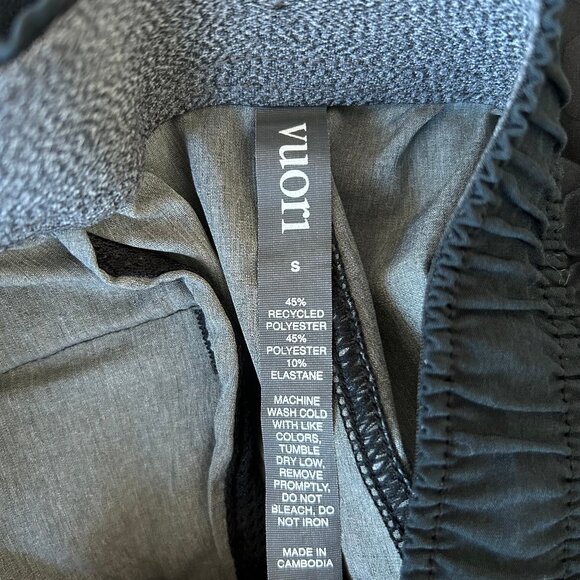 vuori
S
45%
RECYCLED
POLYESTER
45%
POLYESTER
10%
ELASTANE
MACHINE
WASH COLD
WITH LIKE
COLORS,
TUMBLE
DRY LOW,
REMOVE
PROMPTLY,
DO NOT
BLEACH, DO
NOT IRON
MADE IN
CAMBODIA